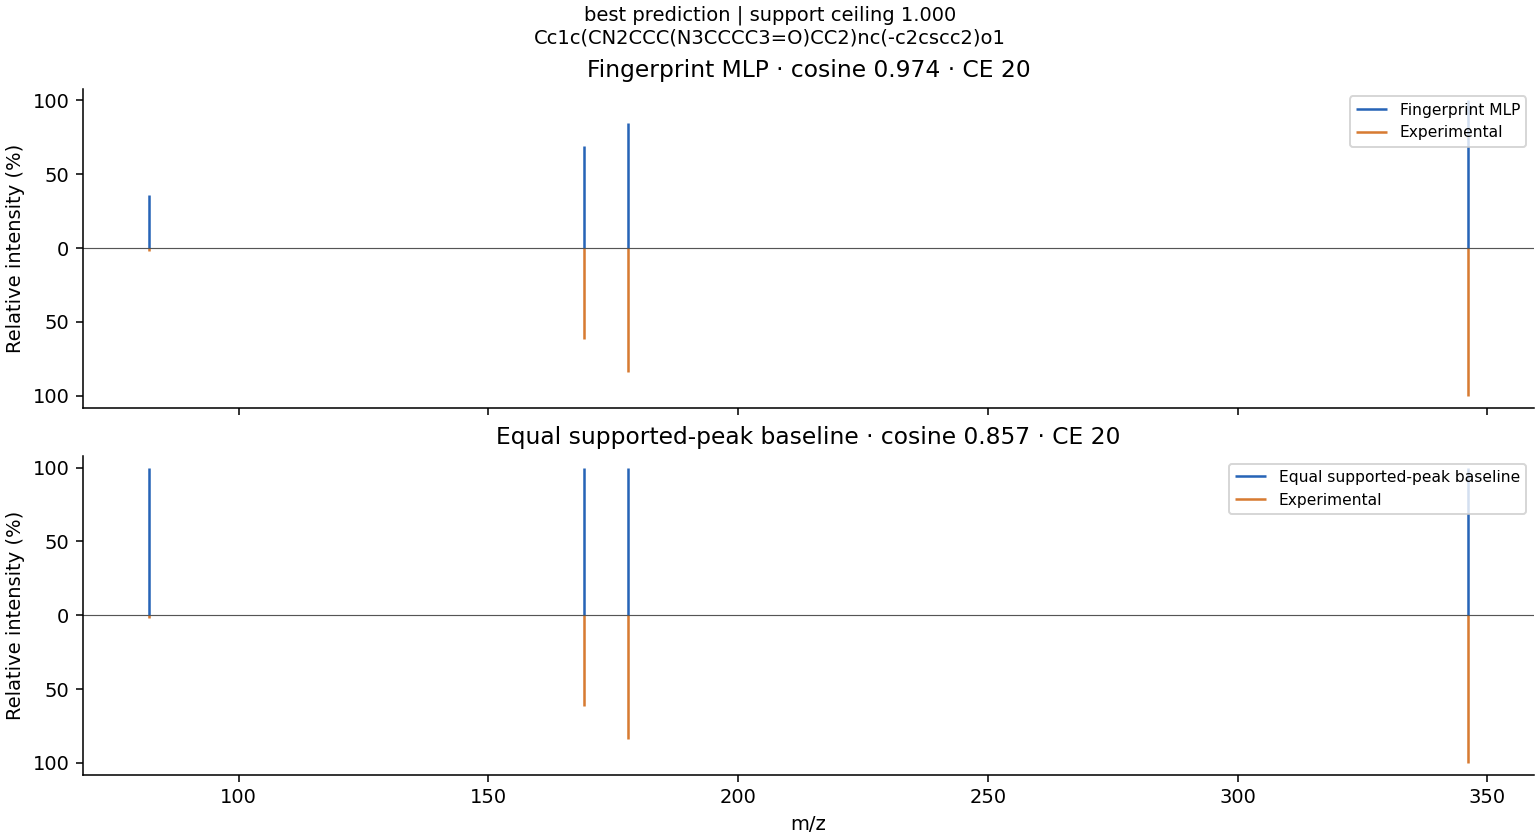 best prediction | support ceiling 1.000
Cc1c(CN2CCC(N3CCCC3=O)CC2)nc(-c2cscc2)o1
Fingerprint MLP · cosine 0.974 · CE 20
Fingerprint MLP
Experimental
Relative intensity (%)
100
50
0
50
100
Equal supported-peak baseline · cosine 0.857 · CE 20
Equal supported-peak baseline
Experimental
Relative intensity (%)
100
50
0
50
100
100
150
200
250
300
350
m/z